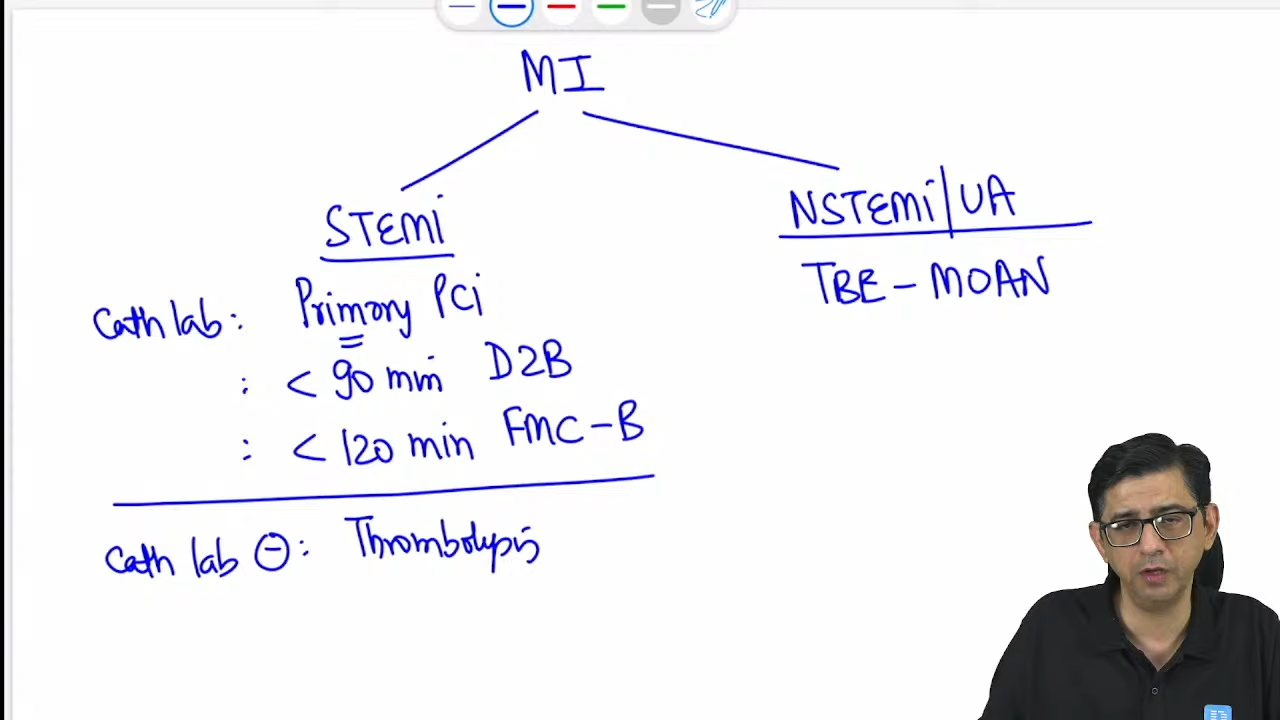 MI
STEMI
Cath lab: Primary PCI
: < 90 min D2B
: < 120 min FMC-B
Cath lab ⊖: Thrombolysis
NSTEMI/UA
TBE-MOAN